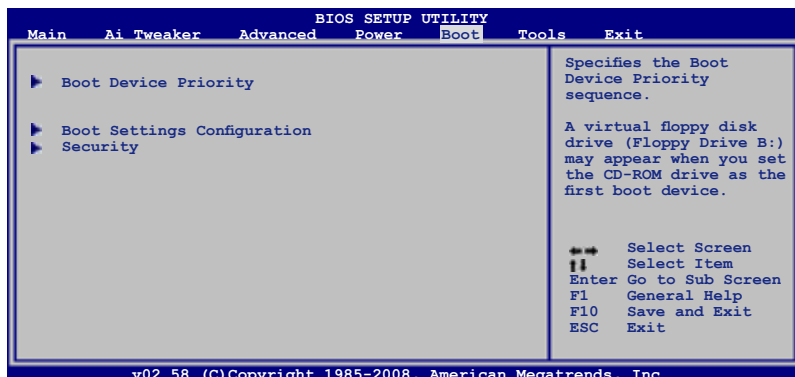 BIOS SETUP UTILITY
Main Ai Tweaker Advanced Power Boot Tools Exit
Boot Device Priority
Boot Settings Configuration
Security
Specifies the Boot
Device Priority
sequence.
A virtual floppy disk
drive (Floppy Drive B:)
may appear when you set
the CD-ROM drive as the
first boot device.
Select Screen
Select Item
Enter Go to Sub Screen
F1 General Help
F10 Save and Exit
ESC Exit
v02.58 (C)Copyright 1985-2008, American Megatrends, Inc.